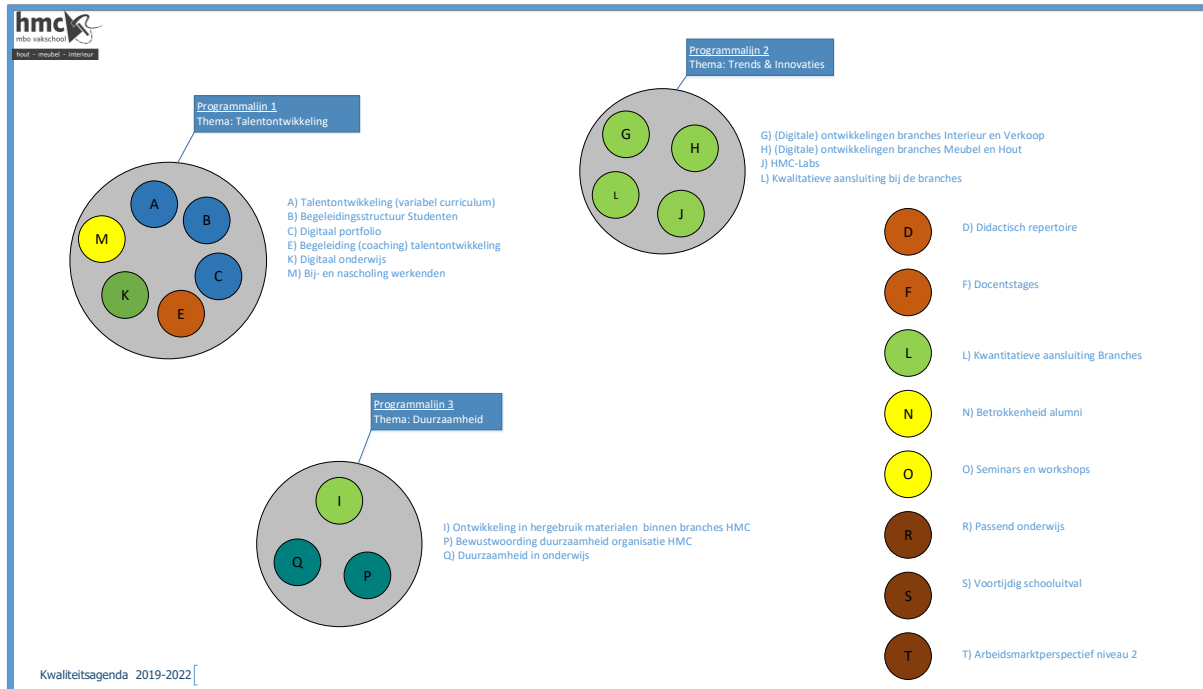 hmc
mbo vakschool
hout - meubel - interieur
Programmalijn 1
Thema: Talentontwikkeling
A
B
M
C
K
E
A) Talentontwikkeling (variabel curriculum)
B) Begeleidingsstructuur Studenten
C) Digitaal portfolio
E) Begeleiding (coaching) talentontwikkeling
K) Digitaal onderwijs
M) Bij- en nascholing werkenden
Programmalijn 2
Thema: Trends & Innovaties
G
H
L
J
G) (Digitale) ontwikkelingen branches Interieur en Verkoop
H) (Digitale) ontwikkelingen branches Meubel en Hout
J) HMC-Labs
L) Kwalitatieve aansluiting bij de branches
Programmalijn 3
Thema: Duurzaamheid
I
Q
P
I) Ontwikkeling in hergebruik materialen binnen branches HMC
P) Bewustwoording duurzaamheid organisatie HMC
Q) Duurzaamheid in onderwijs
D
D) Didactisch repertoire
F
F) Docentstages
L
L) Kwantitatieve aansluiting Branches
N
N) Betrokkenheid alumni
O
O) Seminars en workshops
R
R) Passend onderwijs
S
S) Voortijdig schooluitval
T
T) Arbeidsmarktperspectief niveau 2
Kwaliteitsagenda 2019-2022